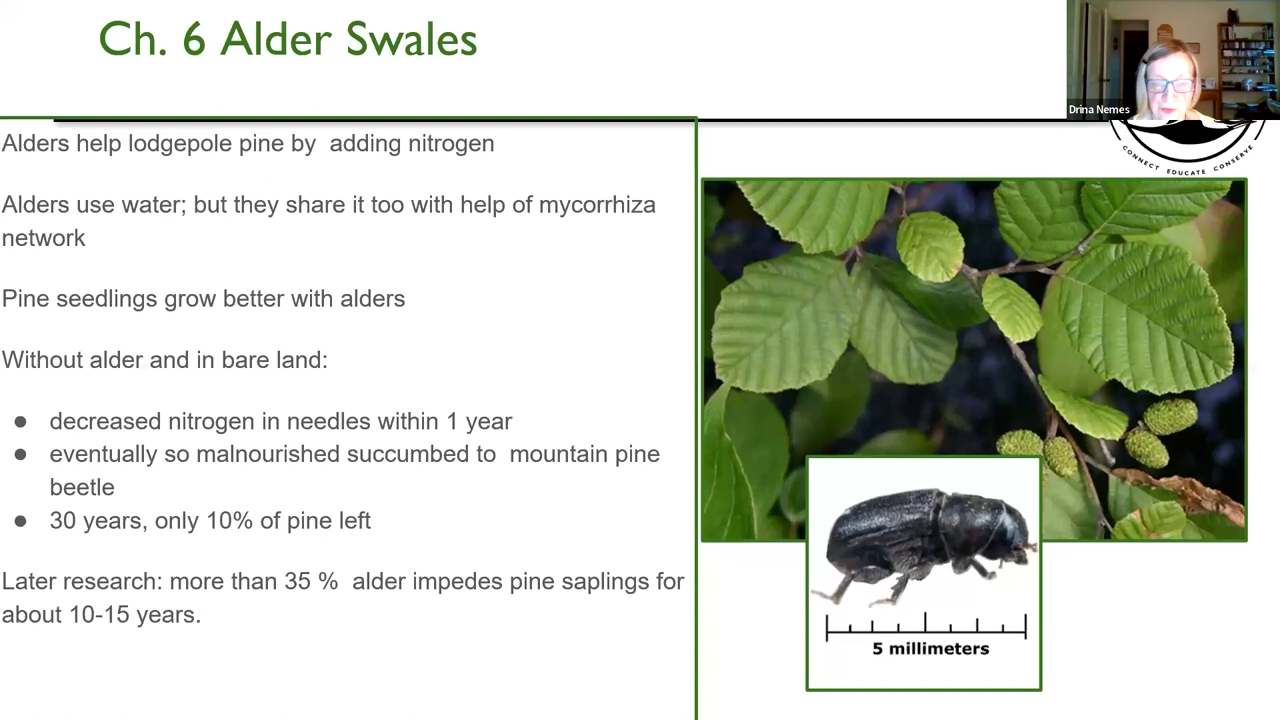 Ch. 6 Alder Swales
Drina Nemes
CONNECT EDUCATE CONSERVE
Alders help lodgepole pine by  adding nitrogen
Alders use water; but they share it too with help of mycorrhiza
network
Pine seedlings grow better with alders
Without alder and in bare land:
● decreased nitrogen in needles within 1 year
● eventually so malnourished succumbed to  mountain pine
beetle
● 30 years, only 10% of pine left
Later research: more than 35 %  alder impedes pine saplings for
about 10-15 years.
5 millimeters